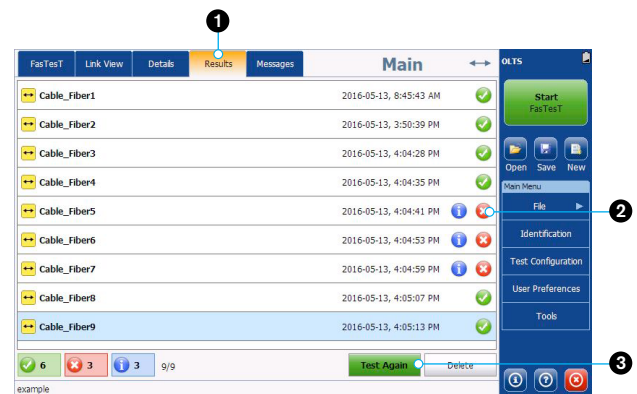 1
FasTesT Link View Details Results Messages Main OLTS
Cable_Fiber1 2016-05-13, 8:45:43 AM
Cable_Fiber2 2016-05-13, 3:50:39 PM
Cable_Fiber3 2016-05-13, 4:04:28 PM
Cable_Fiber4 2016-05-13, 4:04:35 PM
Cable_Fiber5 2016-05-13, 4:04:41 PM i
Cable_Fiber6 2016-05-13, 4:04:53 PM i
Cable_Fiber7 2016-05-13, 4:04:59 PM i
Cable_Fiber8 2016-05-13, 4:05:07 PM
Cable_Fiber9 2016-05-13, 4:05:13 PM
6 3 i 3 9/9 Test Again Delete
example
Start
FasTesT
Open Save New
Main Menu
File
Identification
Test Configuration
User Preferences
Tools
i ?
2
3